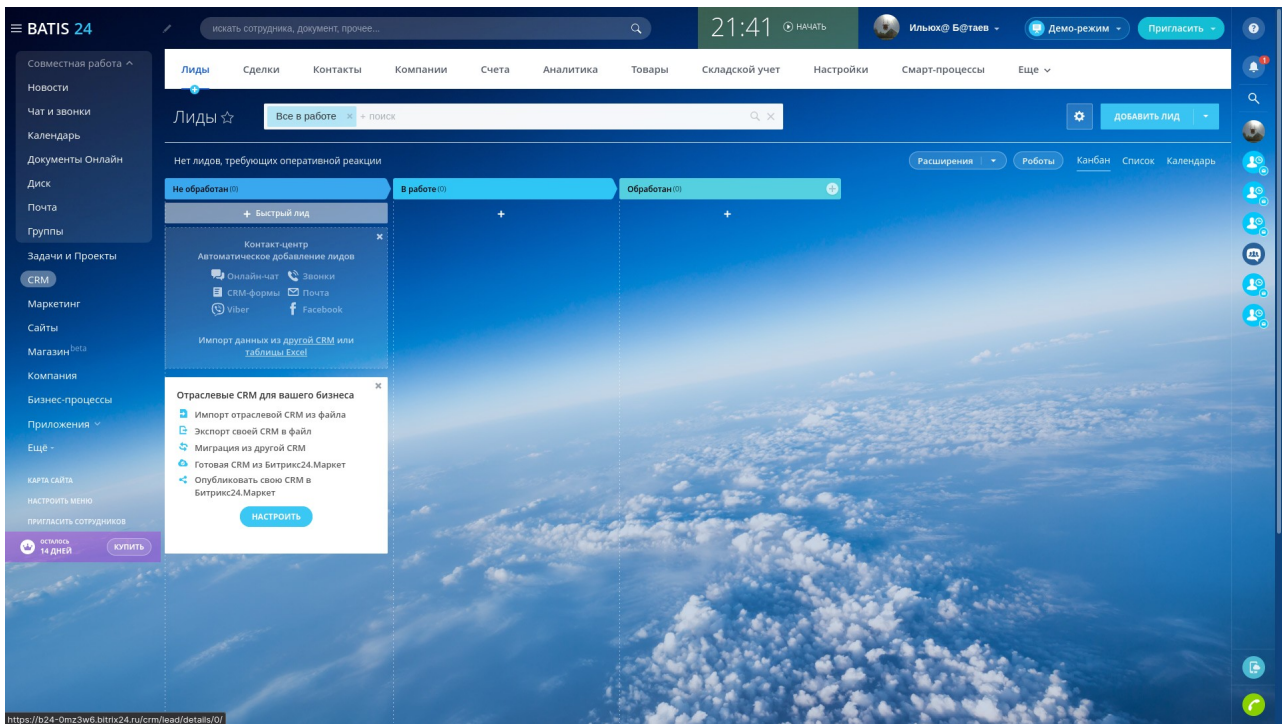 BATIS 24
искать сотрудника, документ, прочее...
21:41 НАЧАТЬ
Ильюх@ Б@таев
Демо-режим
Пригласить
1
Совместная работа
Новости
Чат и звонки
Календарь
Документы Онлайн
Диск
Почта
Группы
Задачи и Проекты
CRM
Маркетинг
Сайты
Магазин beta
Компания
Бизнес-процессы
Приложения
Ещё -
КАРТА САЙТА
НАСТРОИТЬ МЕНЮ
ПРИГЛАСИТЬ СОТРУДНИКОВ
ОСТАЛОСЬ
14 ДНЕЙ
КУПИТЬ
Лиды Сделки Контакты Компании Счета Аналитика Товары Складской учет Настройки Смарт-процессы Еще
Лиды
Все в работе × + поиск
ДОБАВИТЬ ЛИД
Нет лидов, требующих оперативной реакции
Расширения Роботы Канбан Список Календарь
Не обработан (0) В работе (0) Обработан (0)
+ Быстрый лид
Контакт-центр
Автоматическое добавление лидов
Онлайн-чат Звонки
CRM-формы Почта
Viber Facebook
Импорт данных из другой CRM или
таблицы Excel
Отраслевые CRM для вашего бизнеса
Импорт отраслевой CRM из файла
Экспорт своей CRM в файл
Миграция из другой CRM
Готовая CRM из Битрикс24.Маркет
Опубликовать свою CRM в
Битрикс24.Маркет
НАСТРОИТЬ
https://b24-0mz3w6.bitrix24.ru/crm/lead/details/0/